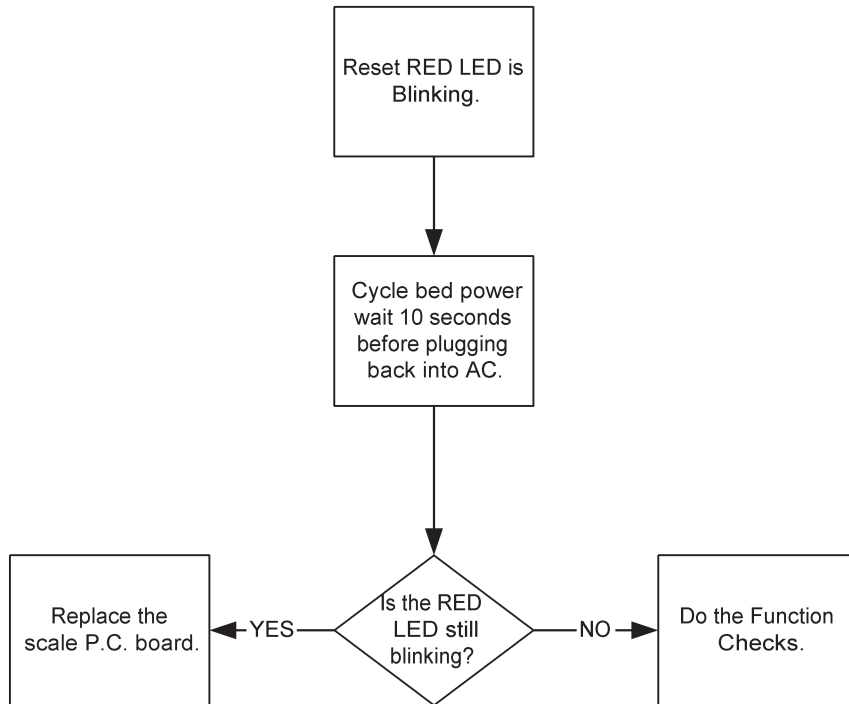 Reset RED LED is
Blinking.
Cycle bed power
wait 10 seconds
before plugging
back into AC.
Is the RED
LED still
blinking?
YES
NO
Replace the
scale P.C. board.
Do the Function
Checks.